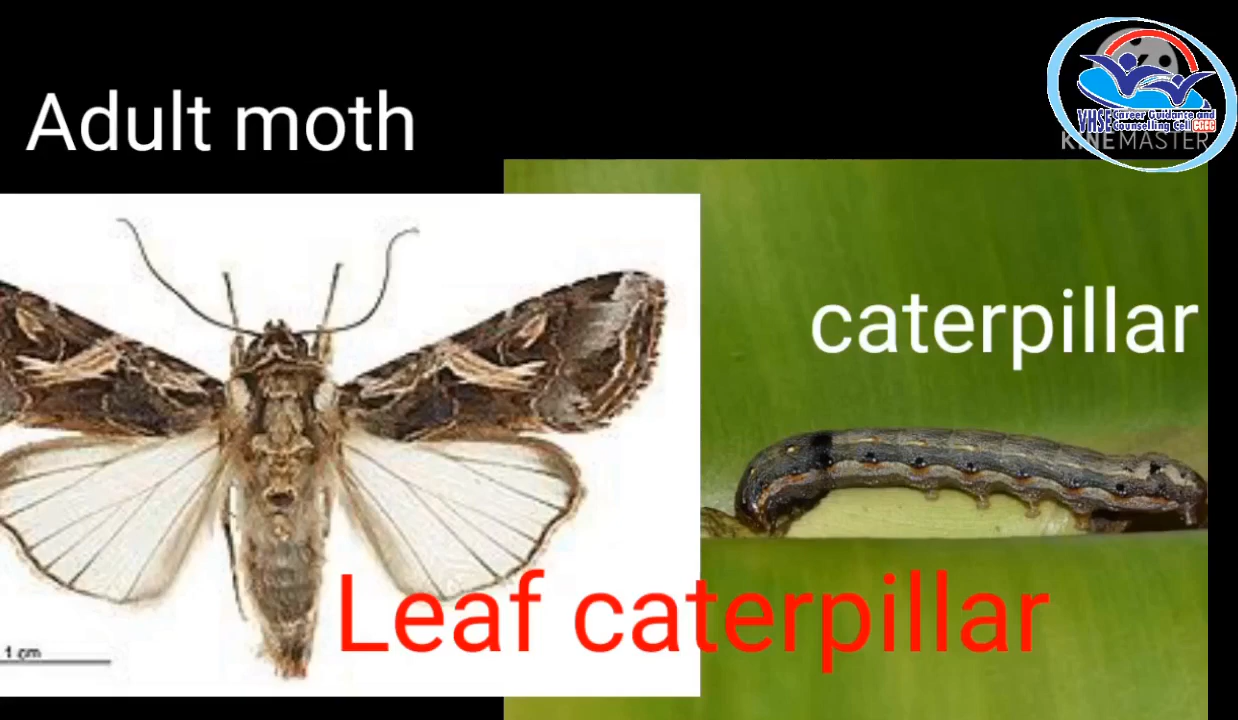 Adult moth
VHSE Career Guidance and
Counselling Cell CGCC
KINEMASTER
caterpillar
Leaf caterpillar
1 cm